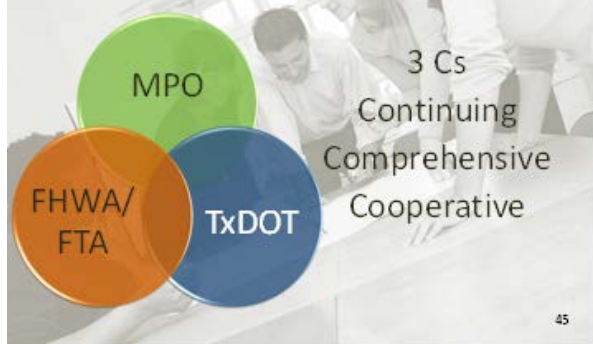 MPO
FHWA/
FTA
TxDOT
3 Cs
Continuing
Comprehensive
Cooperative
45